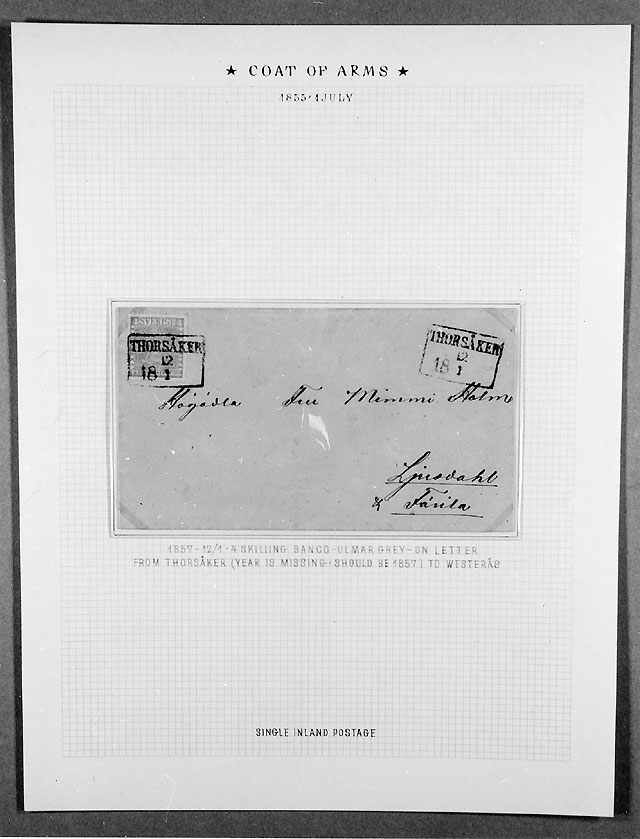 ★ COAT OF ARMS ★
1855·1 JULY
SVERIGE
THORSÅKER
12
18 1
THORSÅKER
12
18 1
Högädla Fru Mimmi Holm
Ljusdahl
& Färila
1857-12/1·4 SKILLING BANCO-ULMAR GREY-ON LETTER
FROM THORSÅKER (YEAR IS MISSING·SHOULD BE 1857) TO WESTERÅS
SINGLE INLAND POSTAGE